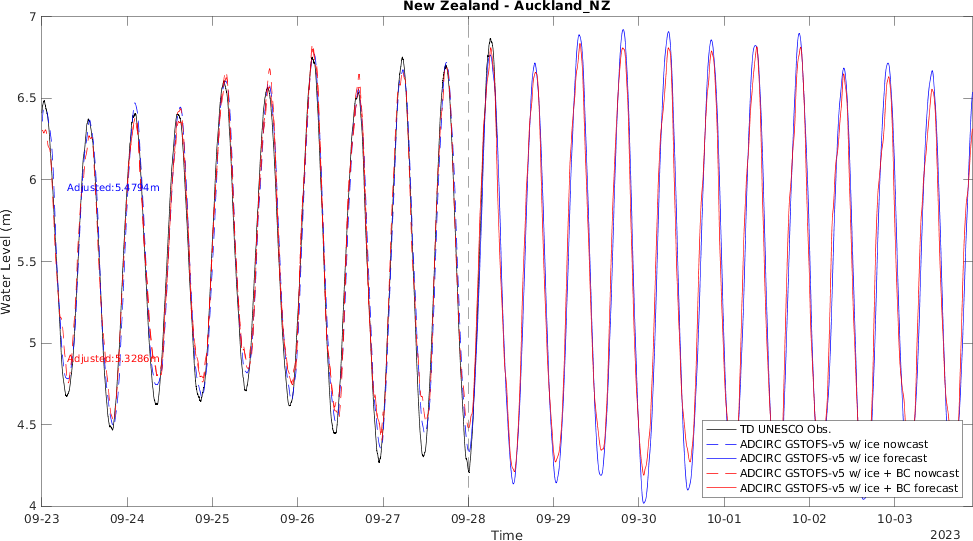 New Zealand - Auckland_NZ
7
6.5
6
5.5
5
4.5
4
Water Level (m)
Adjusted:5.4794m
Adjusted:5.3286m
TD UNESCO Obs.
ADCIRC GSTOFS-v5 w/ ice nowcast
ADCIRC GSTOFS-v5 w/ ice forecast
ADCIRC GSTOFS-v5 w/ ice + BC nowcast
ADCIRC GSTOFS-v5 w/ ice + BC forecast
09-23 09-24 09-25 09-26 09-27 09-28 09-29 09-30 10-01 10-02 10-03
Time
2023